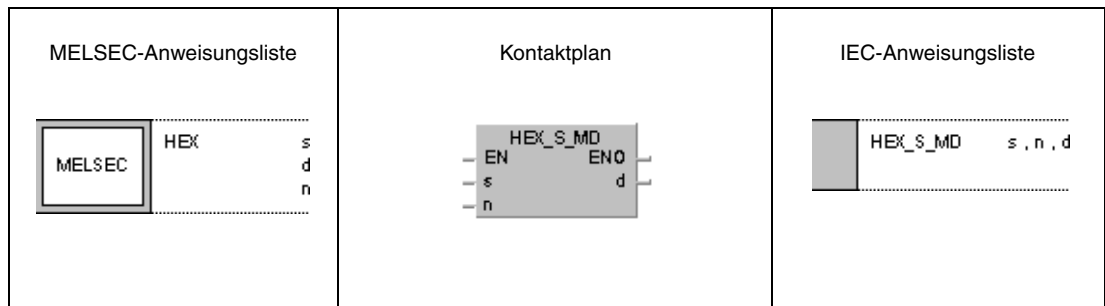 MELSEC-Anweisungsliste
Kontaktplan
IEC-Anweisungsliste
MELSEC
HEX s
d
n
HEX_S_MD
EN ENO
s d
n
HEX_S_MD s , n , d